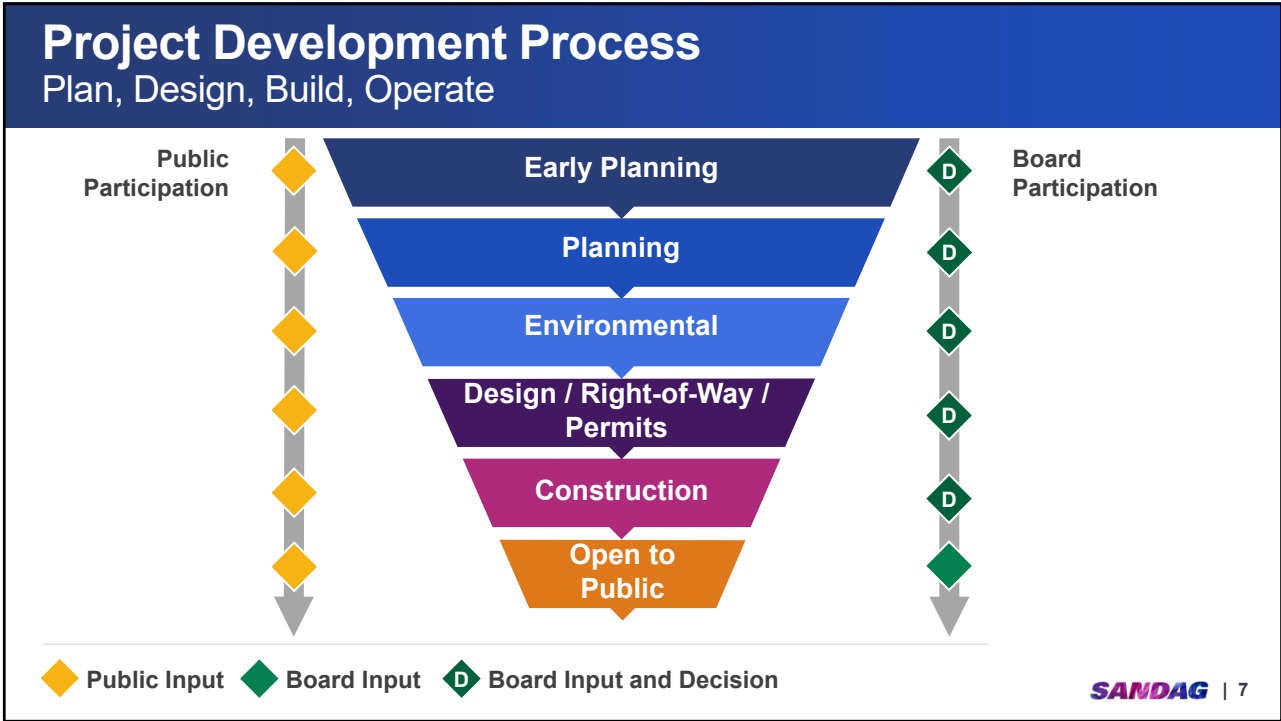 Project Development Process
Plan, Design, Build, Operate
Public
Participation
Early Planning
D
Board
Participation
Planning
D
Environmental
D
Design / Right-of-Way /
Permits
D
Construction
D
Open to
Public
Public Input
Board Input
D
Board Input and Decision
SANDAG | 7